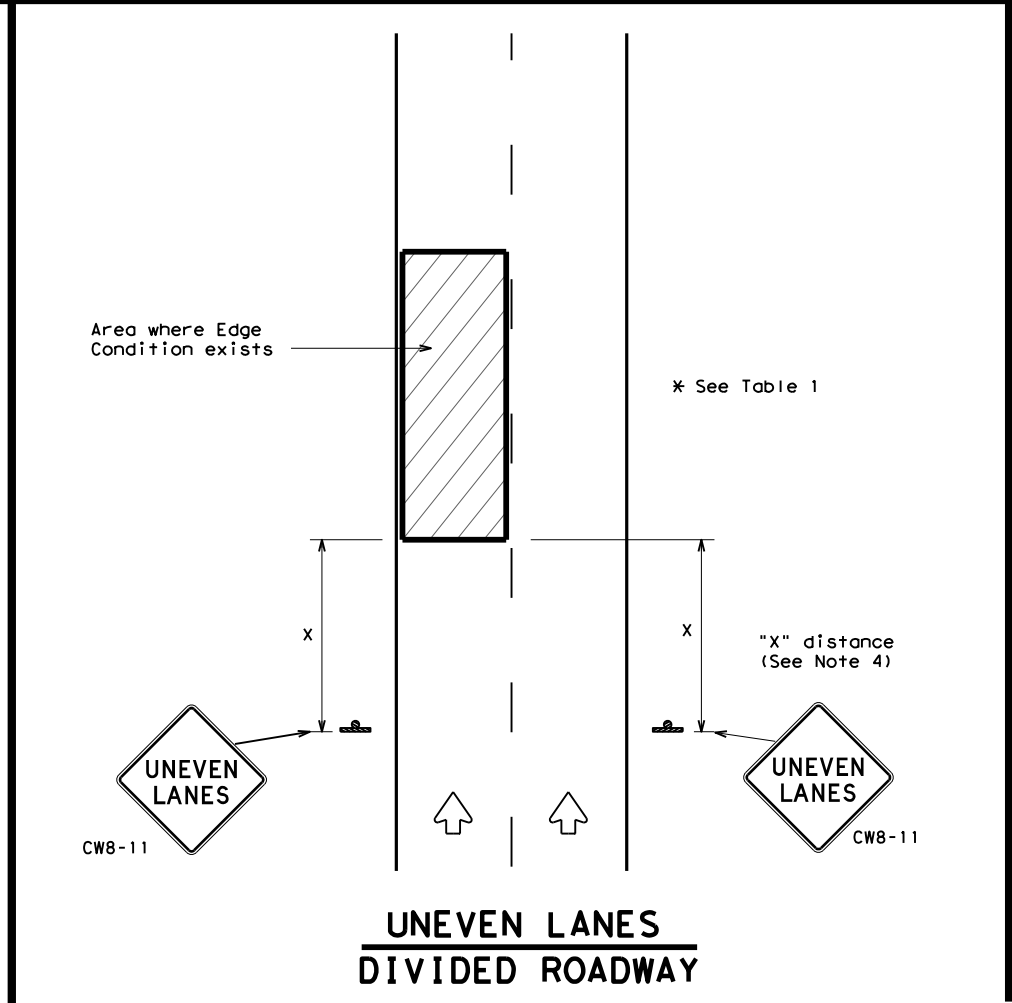 Area where Edge
Condition exists
* See Table 1
X
X
"X" distance
(See Note 4)
UNEVEN
LANES
CW8-11
UNEVEN
LANES
CW8-11
UNEVEN LANES
DIVIDED ROADWAY